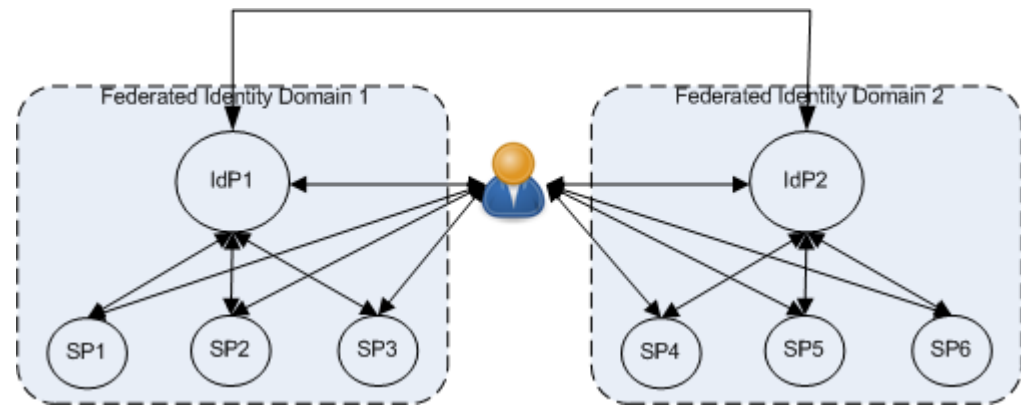 Federated Identity Domain 1
Federated Identity Domain 2
IdP1
IdP2
SP1
SP2
SP3
SP4
SP5
SP6